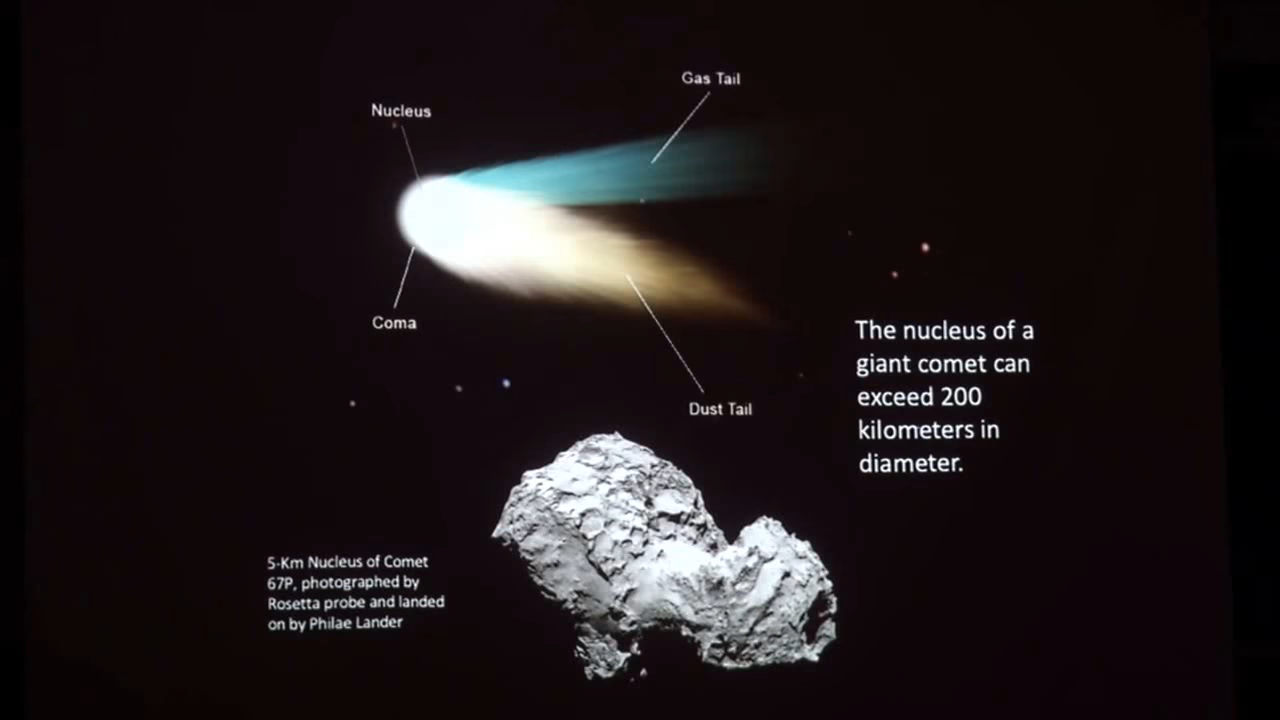 Gas Tail
Nucleus
Coma
Dust Tail
The nucleus of a
giant comet can
exceed 200
kilometers in
diameter.
5-Km Nucleus of Comet
67P, photographed by
Rosetta probe and landed
on by Philae Lander